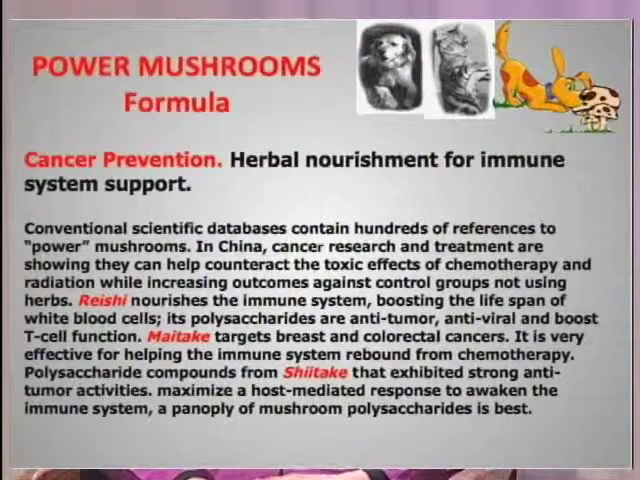 POWER MUSHROOMS
Formula
Cancer Prevention. Herbal nourishment for immune
system support.
Conventional scientific databases contain hundreds of references to
“power” mushrooms. In China, cancer research and treatment are
showing they can help counteract the toxic effects of chemotherapy and
radiation while increasing outcomes against control groups not using
herbs. Reishi nourishes the immune system, boosting the life span of
white blood cells; its polysaccharides are anti-tumor, anti-viral and boost
T-cell function. Maitake targets breast and colorectal cancers. It is very
effective for helping the immune system rebound from chemotherapy.
Polysaccharide compounds from Shiitake that exhibited strong anti-
tumor activities. maximize a host-mediated response to awaken the
immune system, a panoply of mushroom polysaccharides is best.